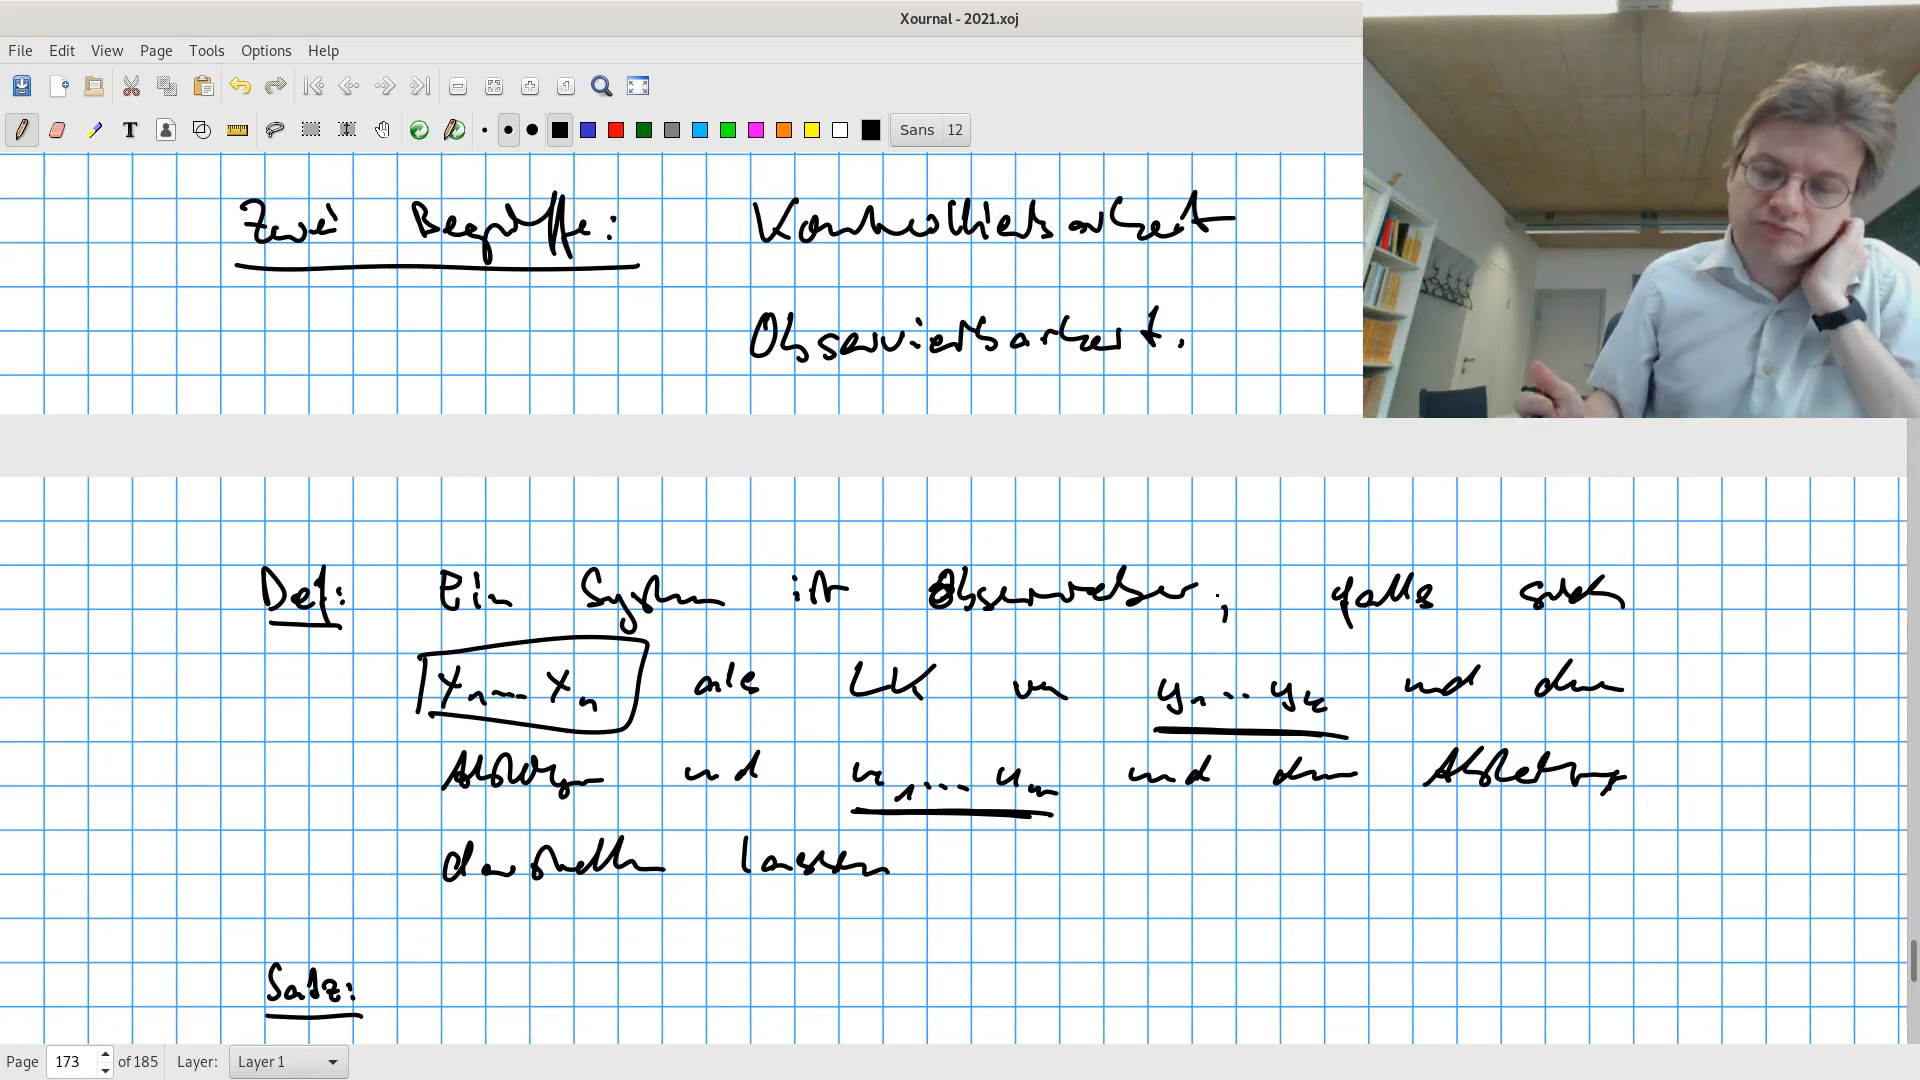 Xournal - 2021.xoj
File Edit View Page Tools Options Help
Sans 12
Zwei Begriffe: Kontrollierbarkeit
Observierbarkeit.
Def: Ein System ist Observierbar, falls sich
x1... xn als LK von y1... yk und deren
Ableitungen und u1... um und deren Ableitungen
darstellen lassen
Satz:
Page 173 of 185 Layer: Layer 1